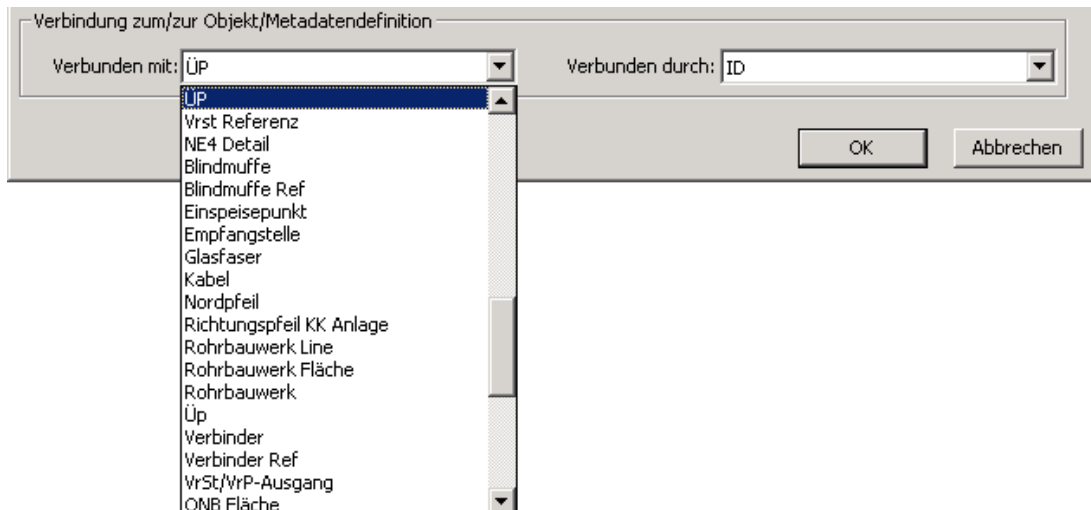 Verbindung zum/zur Objekt/Metadatendefinition
Verbunden mit: ÜP Verbunden durch: ID
ÜP
Vrst Referenz
NE4 Detail
Blindmuffe
Blindmuffe Ref
Einspeisepunkt
Empfangstelle
Glasfaser
Kabel
Nordpfeil
Richtungspfeil KK Anlage
Rohrbauwerk Line
Rohrbauwerk Fläche
Rohrbauwerk
Üp
Verbinder
Verbinder Ref
VrSt/VrP-Ausgang
ONB Fläche
OK Abbrechen